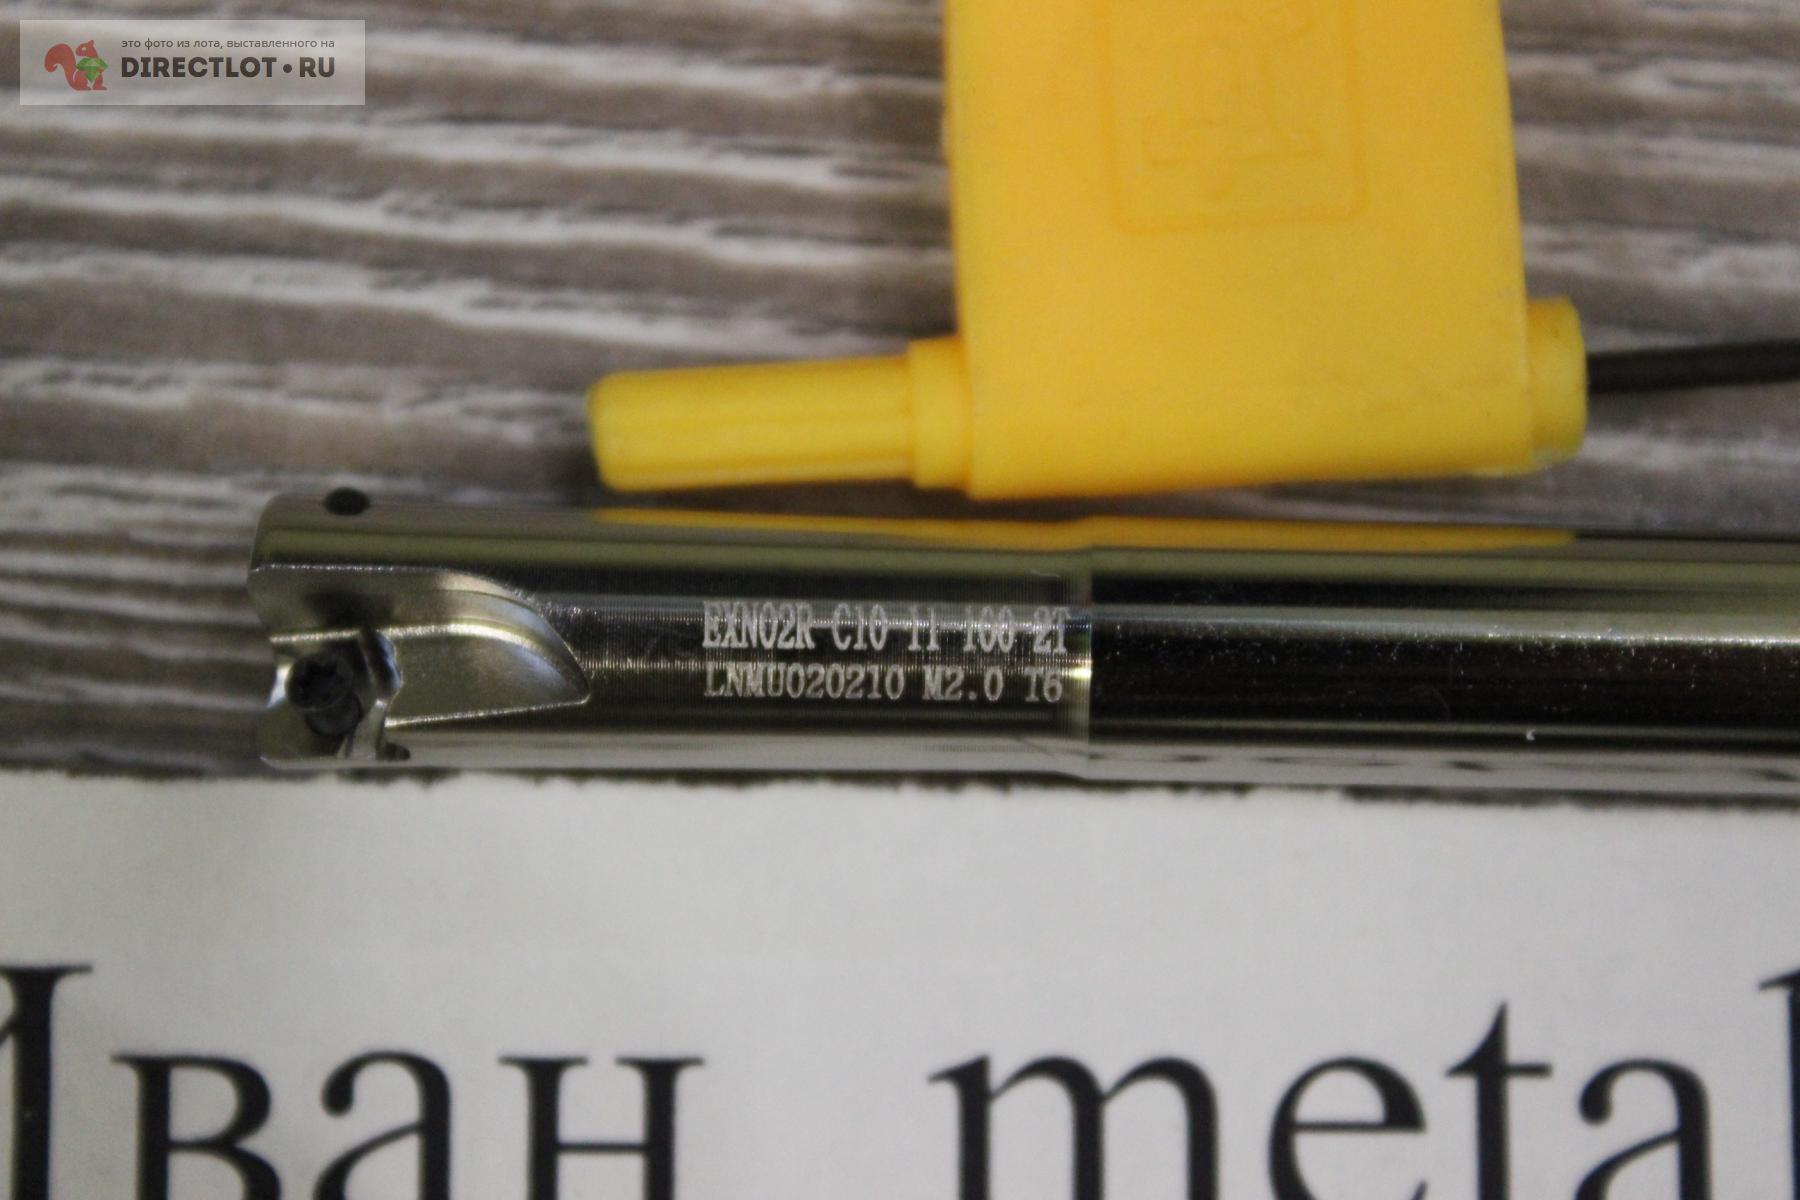 это фото из лота, выставленного на
DIRECTLOT•RU
EXN02R C10 11 100 2T
LNMU020210 M2.0 T6
Иван metal